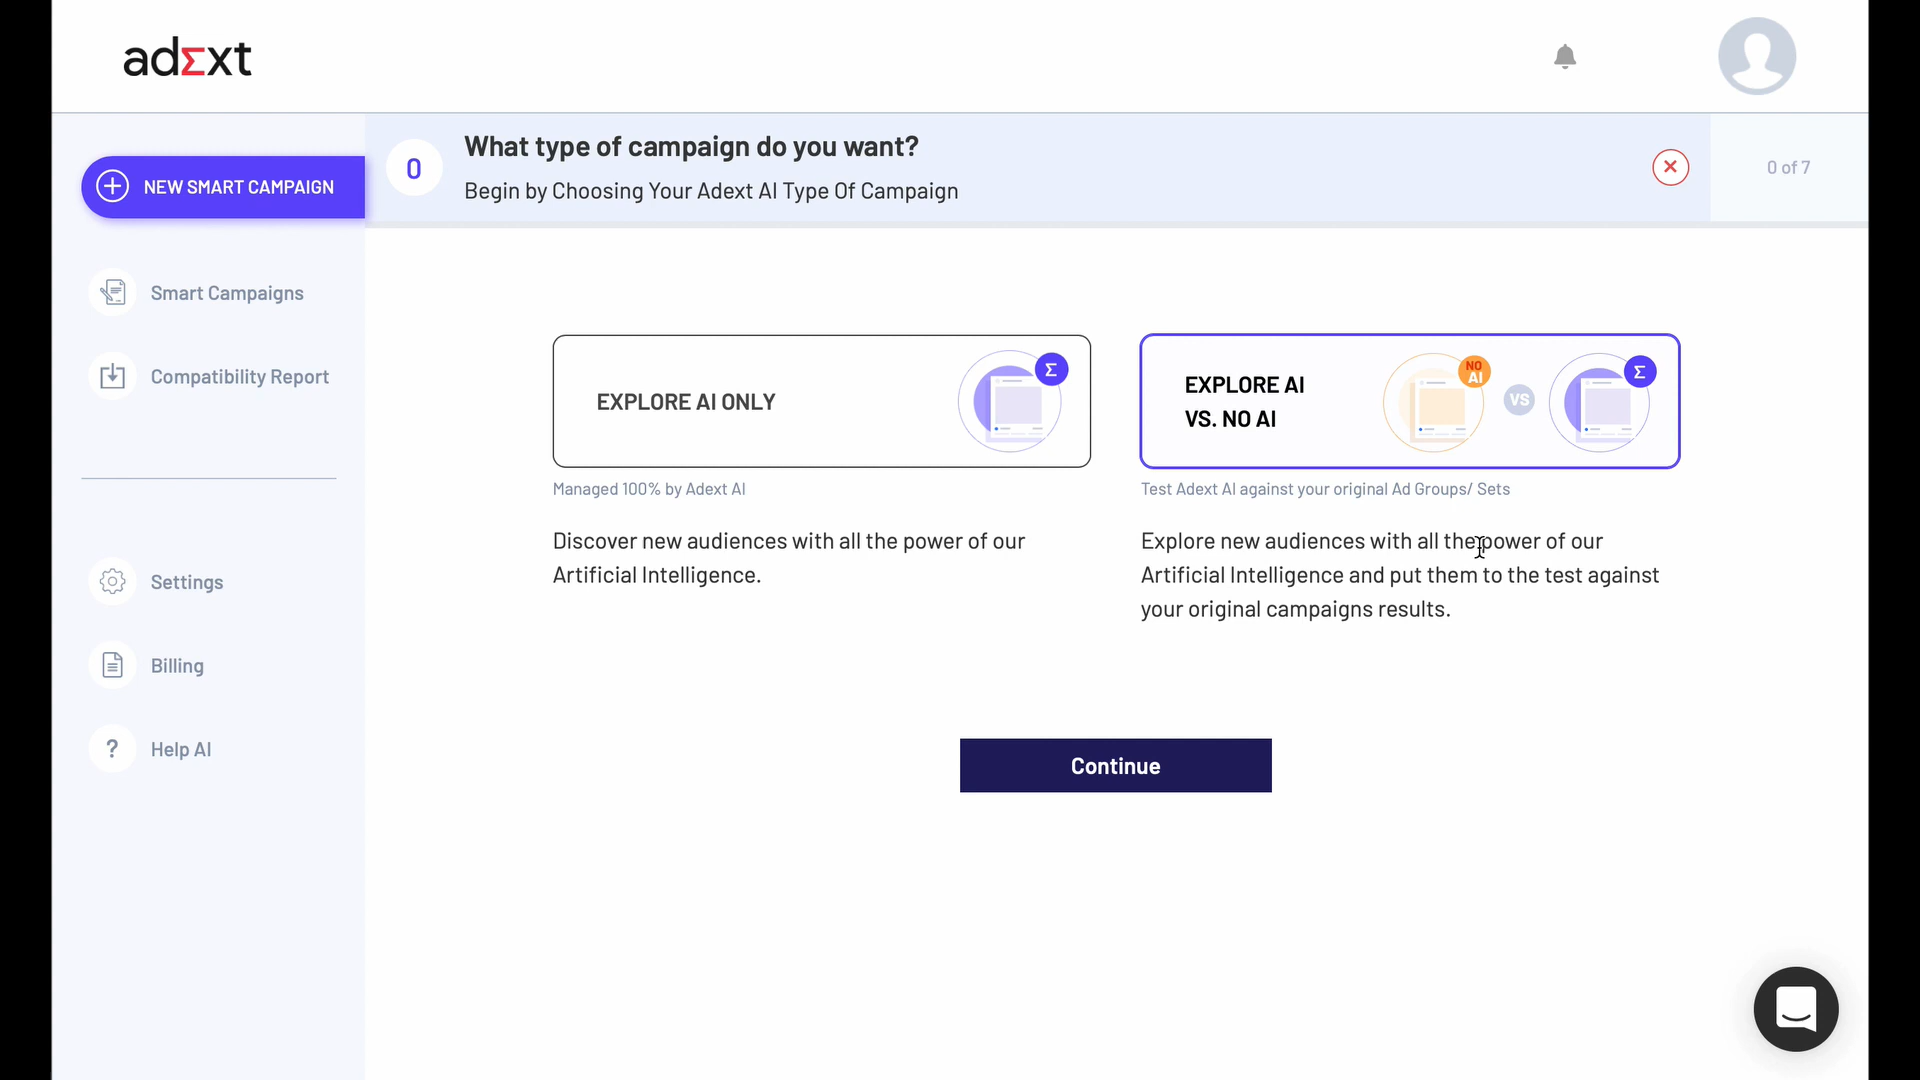 adΣxt
0
What type of campaign do you want?
Begin by Choosing Your Adext AI Type Of Campaign
0 of 7
NEW SMART CAMPAIGN
Smart Campaigns
Compatibility Report
Settings
Billing
? Help AI
EXPLORE AI ONLY
Σ
Managed 100% by Adext AI
Discover new audiences with all the power of our
Artificial Intelligence.
EXPLORE AI
VS. NO AI
NO
AI
VS
Σ
Test Adext AI against your original Ad Groups/ Sets
Explore new audiences with all the power of our
Artificial Intelligence and put them to the test against
your original campaigns results.
Continue